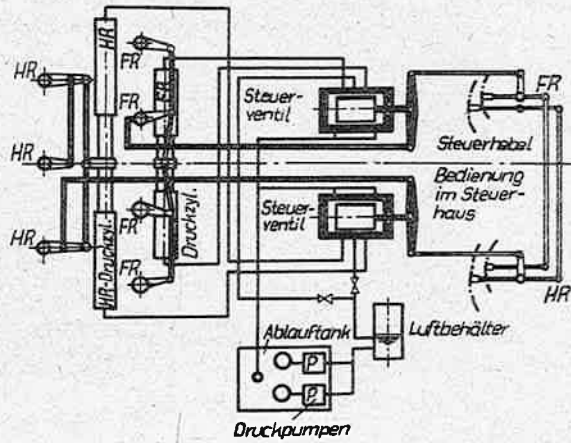 HR
HR
HR
HR
HR-Druckzyl.
FR
FR
FR
FR
FR
Druckzyl.
Steuer-
ventil
Steuer-
ventil
Steuerhebel
Bedienung
im Steuer-
haus
FR
HR
Ablauftank
Luftbehälter
P
P
Druckpumpen